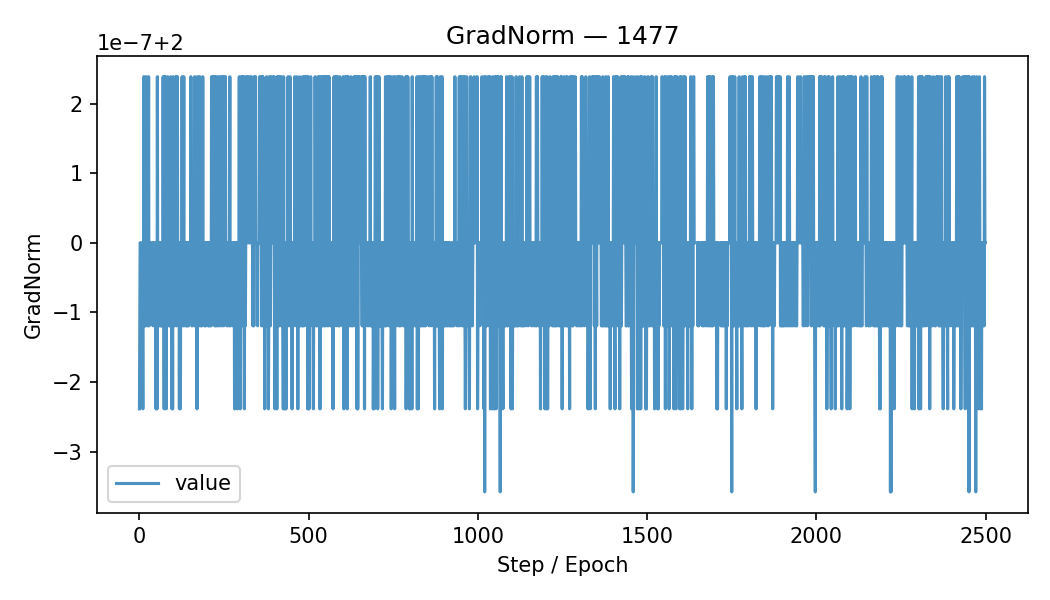 GradNorm — 1477
1e−7+2
2
1
0
−1
−2
−3
GradNorm
value
0 500 1000 1500 2000 2500
Step / Epoch